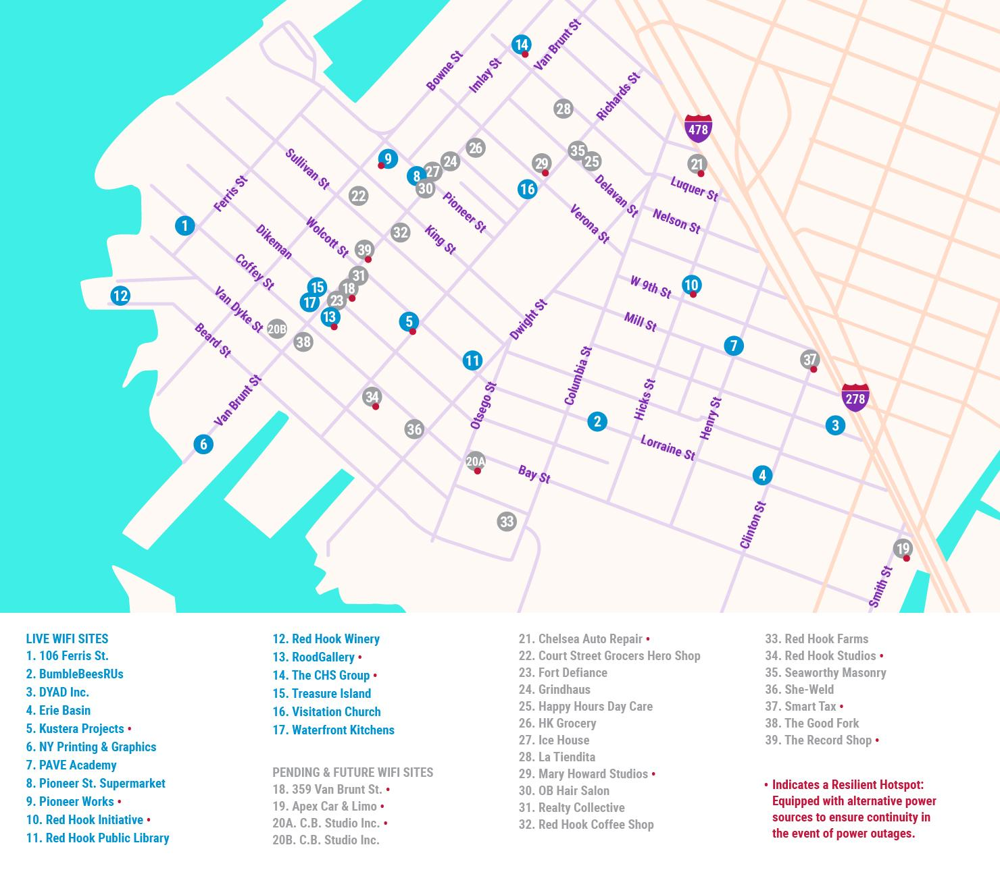 14
Van Brunt St
Bowne St
Imlay St
Richards St
28
478
9
26
24
27
8
30
35
25
29
21
Luquer St
Sullivan St
Ferris St
22
16
Pioneer St
Delavan St
Nelson St
1
Dikeman
Wolcott St
32
King St
Verona St
39
Coffey St
31
18
15
17
23
13
12
Van Dyke St
20B
Beard St
38
5
Dwight St
W 9th St
10
Mill St
11
7
37
278
Columbia St
Van Brunt St
6
34
36
Otsego St
Hicks St
Henry St
2
3
Lorraine St
20A
Bay St
4
33
Clinton St
19
Smith St
LIVE WIFI SITES
1. 106 Ferris St.
2. BumbleBeesRUs
3. DYAD Inc.
4. Erie Basin
5. Kustera Projects •
6. NY Printing & Graphics
7. PAVE Academy
8. Pioneer St. Supermarket
9. Pioneer Works •
10. Red Hook Initiative •
11. Red Hook Public Library
12. Red Hook Winery
13. RoodGallery •
14. The CHS Group •
15. Treasure Island
16. Visitation Church
17. Waterfront Kitchens
PENDING & FUTURE WIFI SITES
18. 359 Van Brunt St. •
19. Apex Car & Limo •
20A. C.B. Studio Inc. •
20B. C.B. Studio Inc.
21. Chelsea Auto Repair •
22. Court Street Grocers Hero Shop
23. Fort Defiance
24. Grindhaus
25. Happy Hours Day Care
26. HK Grocery
27. Ice House
28. La Tiendita
29. Mary Howard Studios •
30. OB Hair Salon
31. Realty Collective
32. Red Hook Coffee Shop
33. Red Hook Farms
34. Red Hook Studios •
35. Seaworthy Masonry
36. She-Weld
37. Smart Tax •
38. The Good Fork
39. The Record Shop •
• Indicates a Resilient Hotspot:
Equipped with alternative power
sources to ensure continuity in
the event of power outages.